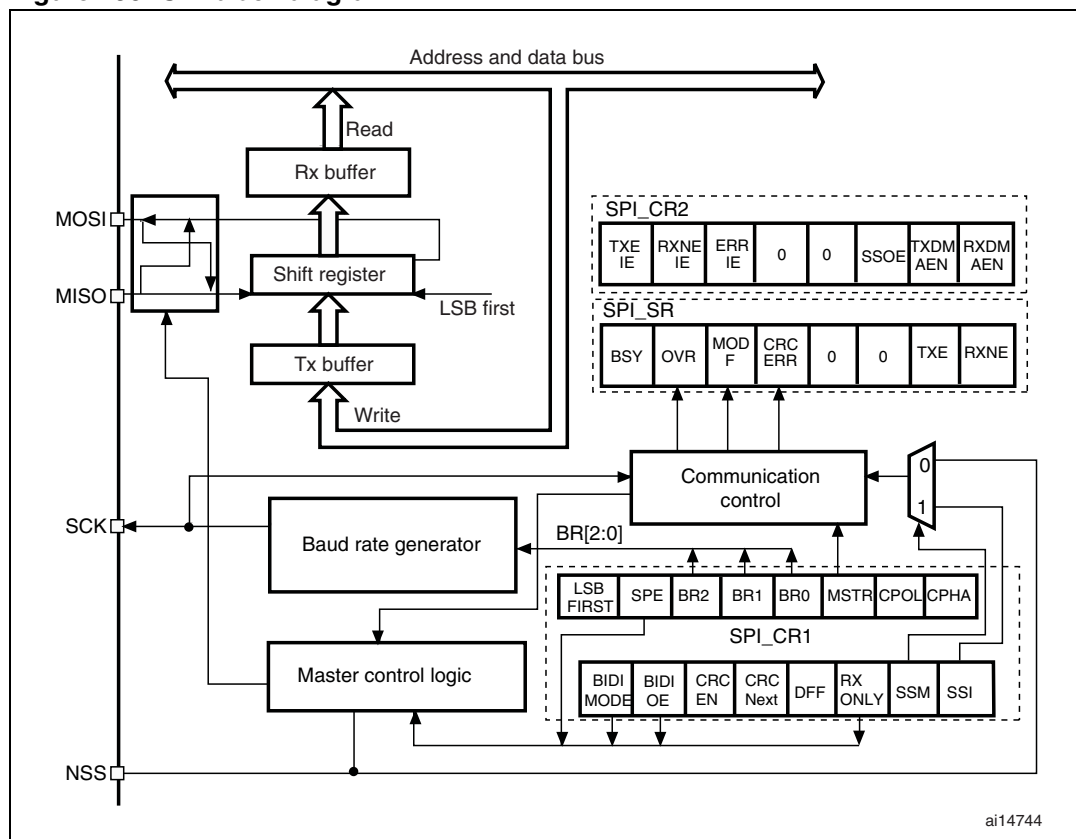 Address and data bus
Read
Rx buffer
MOSI
SPI_CR2
TXE IE
RXNE IE
ERR IE
0
0
SSOE
TXDM AEN
RXDM AEN
Shift register
MISO
LSB first
SPI_SR
BSY
OVR
MOD F
CRC ERR
0
0
TXE
RXNE
Tx buffer
Write
Communication
control
0
1
SCK
Baud rate generator
BR[2:0]
LSB FIRST
SPE
BR2
BR1
BR0
MSTR
CPOL
CPHA
SPI_CR1
Master control logic
BIDI MODE
BIDI OE
CRC EN
CRC Next
DFF
RX ONLY
SSM
SSI
NSS
ai14744